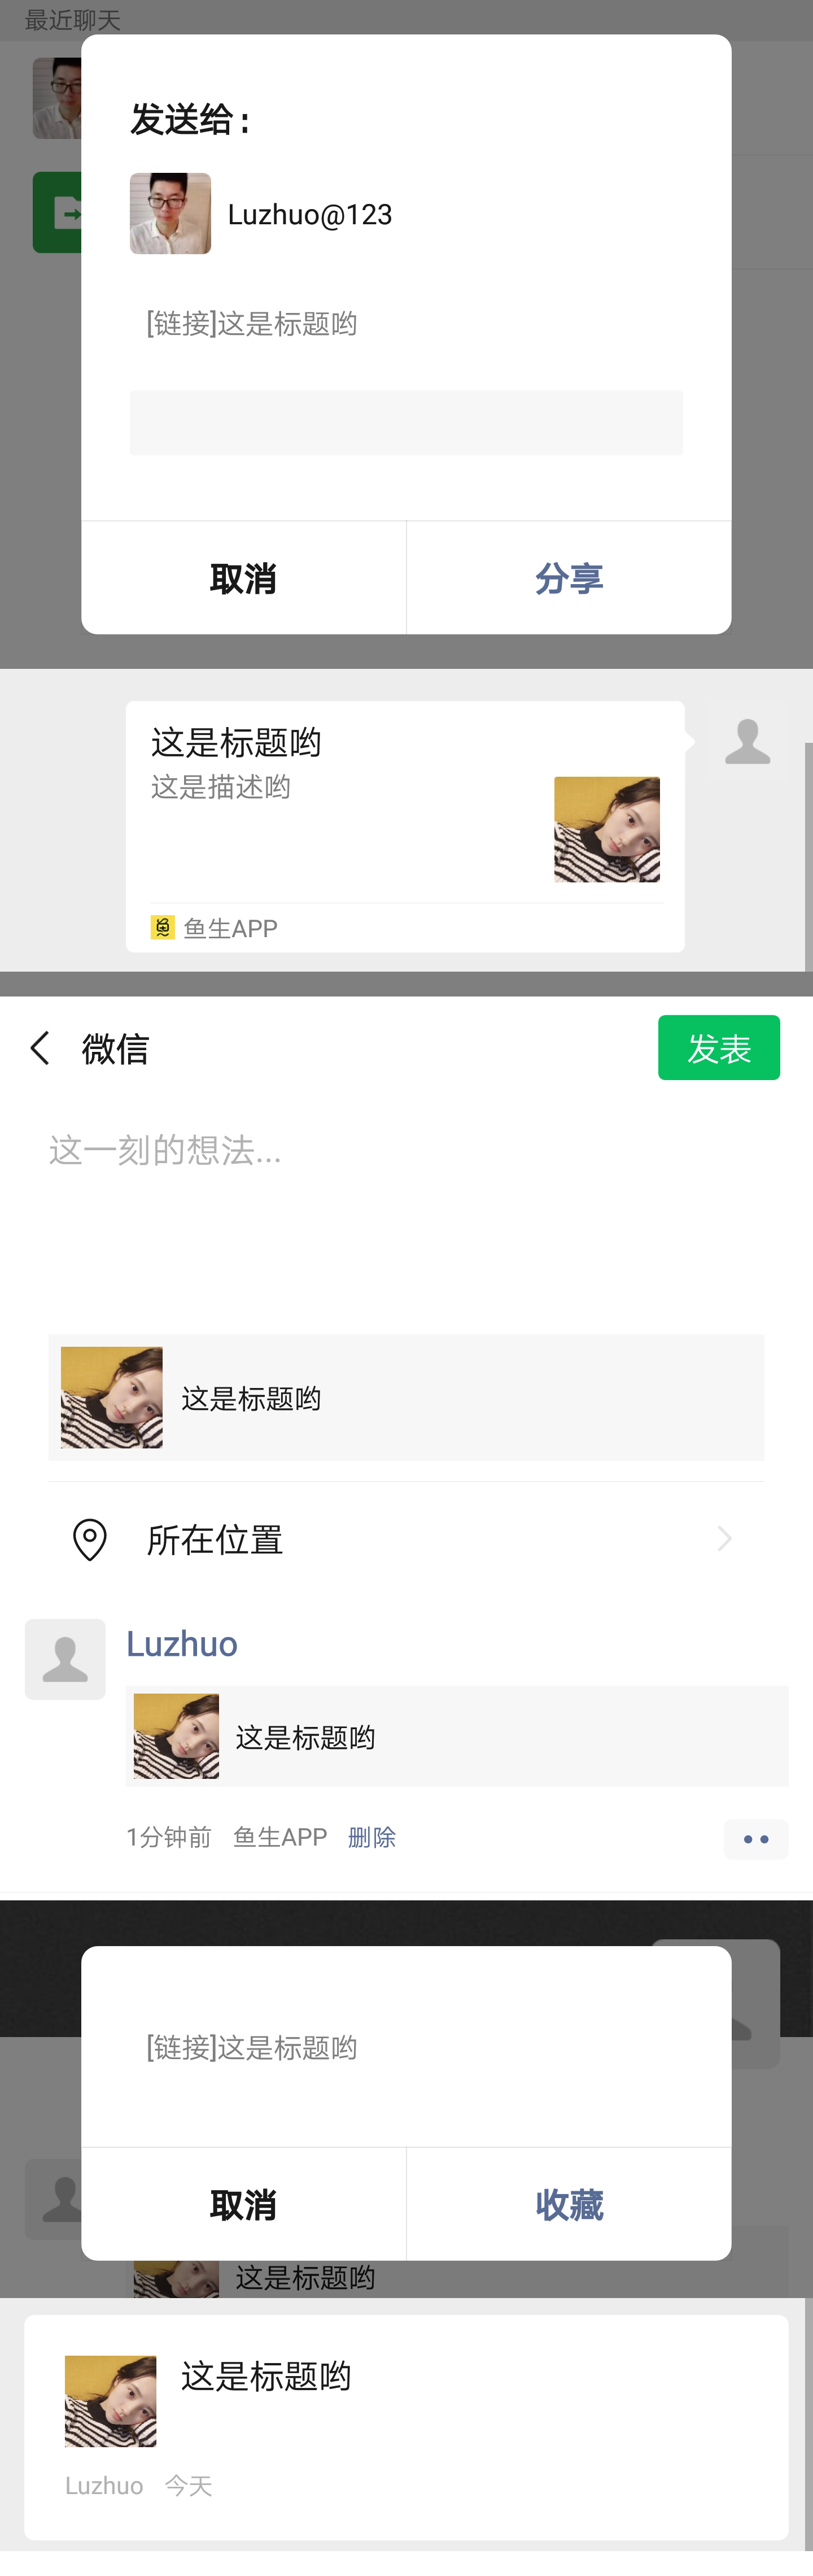 最近聊天
发送给：
Luzhuo@123
[链接]这是标题哟
取消
分享
这是标题哟
这是描述哟
鱼生APP
微信
发表
这一刻的想法...
这是标题哟
所在位置
Luzhuo
这是标题哟
1分钟前 鱼生APP 删除
[链接]这是标题哟
取消
收藏
这是标题哟
这是标题哟
Luzhuo 今天